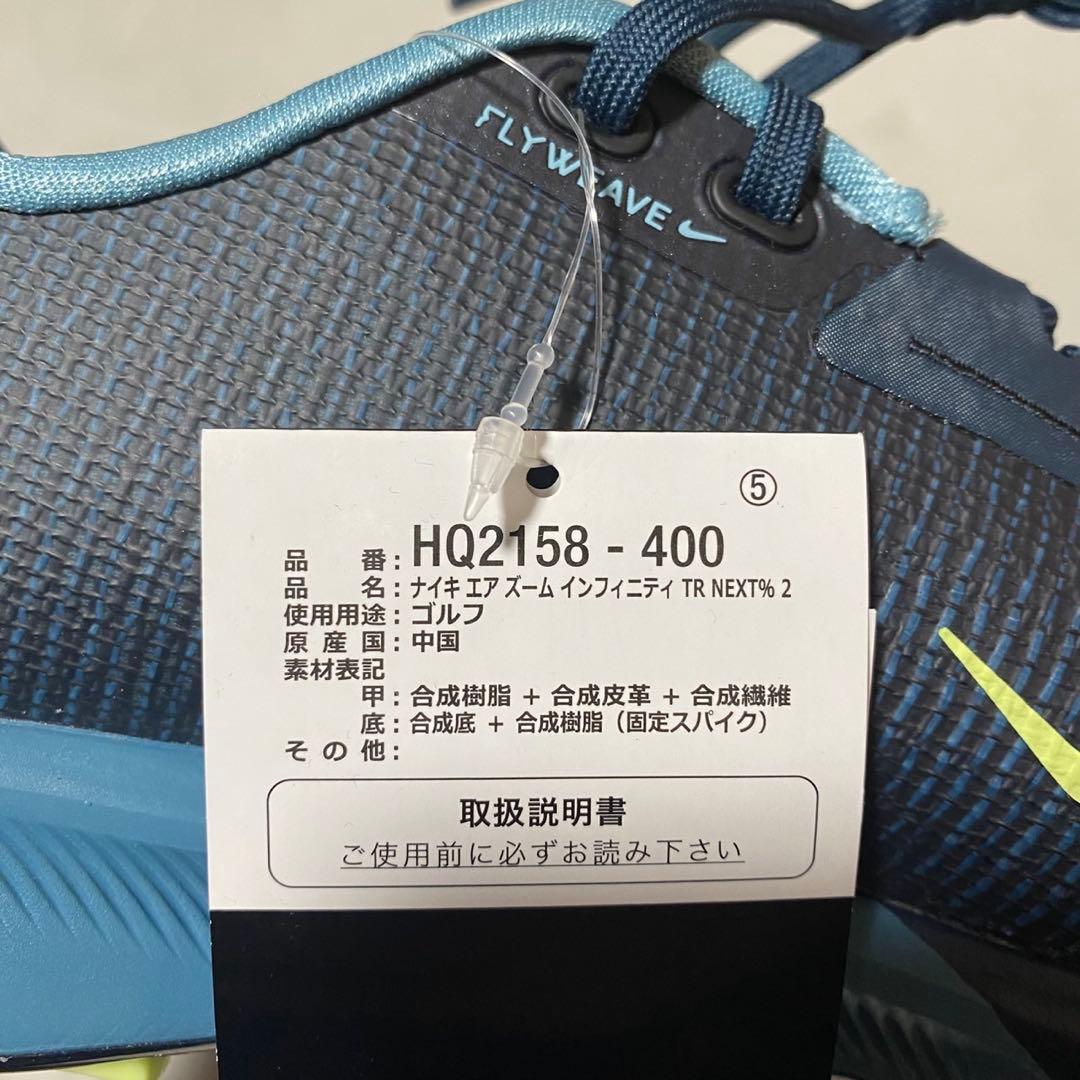 FLYWEAVE
⑤
品番：HQ2158 - 400
品名：ナイキ エア ズーム インフィニティ TR NEXT% 2
使用用途：ゴルフ
原産国：中国
素材表記
甲：合成樹脂 + 合成皮革 + 合成繊維
底：合成底 + 合成樹脂（固定スパイク）
その他：
取扱説明書
ご使用前に必ずお読み下さい